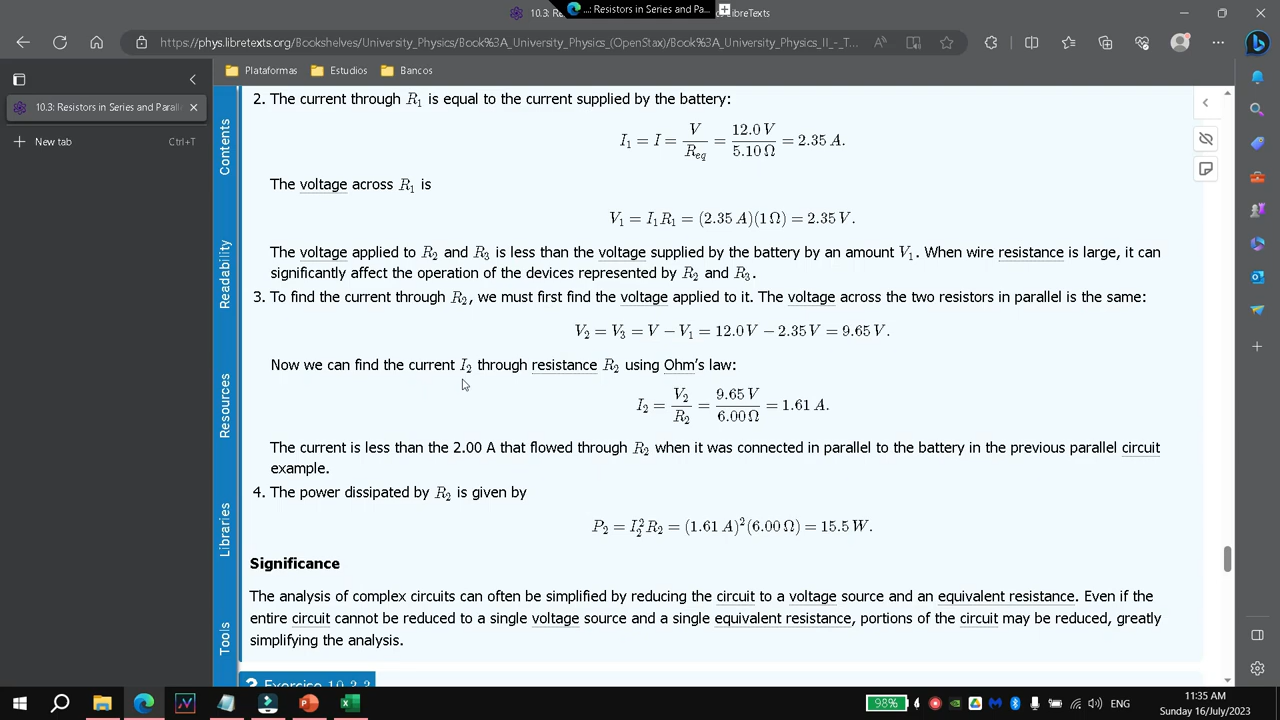 10.3: Re
...: Resistors in Series and Pa...
LibreTexts
https://phys.libretexts.org/Bookshelves/University_Physics/Book%3A_University_Physics_(OpenStax)/Book%3A_University_Physics_II_-_T...
Plataformas
Estudios
Bancos
10.3: Resistors in Series and Parall
New tab
Ctrl+T
Contents
Readability
Resources
Libraries
Tools
2. The current through R₁ is equal to the current supplied by the battery:
I₁ = I = V/R_eq = 12.0 V/5.10 Ω = 2.35 A.
The voltage across R₁ is
V₁ = I₁R₁ = (2.35 A)(1 Ω) = 2.35 V.
The voltage applied to R₂ and R₃ is less than the voltage supplied by the battery by an amount V₁. When wire resistance is large, it can
significantly affect the operation of the devices represented by R₂ and R₃.
3. To find the current through R₂, we must first find the voltage applied to it. The voltage across the two resistors in parallel is the same:
V₂ = V₃ = V − V₁ = 12.0 V − 2.35 V = 9.65 V.
Now we can find the current I₂ through resistance R₂ using Ohm's law:
I₂ = V₂/R₂ = 9.65 V/6.00 Ω = 1.61 A.
The current is less than the 2.00 A that flowed through R₂ when it was connected in parallel to the battery in the previous parallel circuit
example.
4. The power dissipated by R₂ is given by
P₂ = I₂²R₂ = (1.61 A)²(6.00 Ω) = 15.5 W.
Significance
The analysis of complex circuits can often be simplified by reducing the circuit to a voltage source and an equivalent resistance. Even if the
entire circuit cannot be reduced to a single voltage source and a single equivalent resistance, portions of the circuit may be reduced, greatly
simplifying the analysis.
? Exercise 10.3.3
98%
ENG
11:35 AM
Sunday 16/July/2023